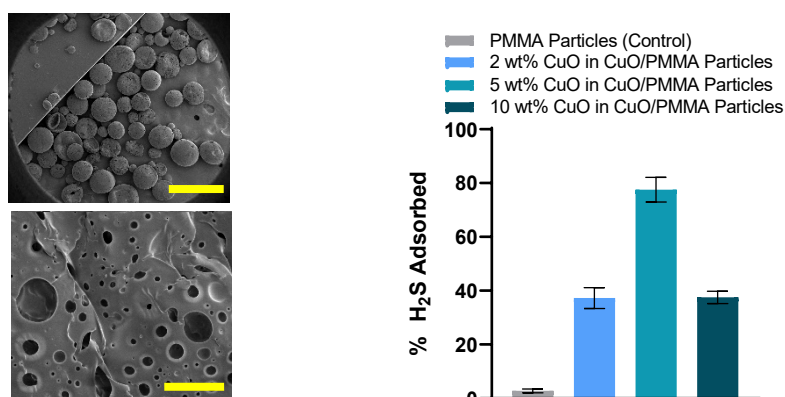 PMMA Particles (Control)
2 wt% CuO in CuO/PMMA Particles
5 wt% CuO in CuO/PMMA Particles
10 wt% CuO in CuO/PMMA Particles
100
80
60
40
20
0
% H₂S Adsorbed